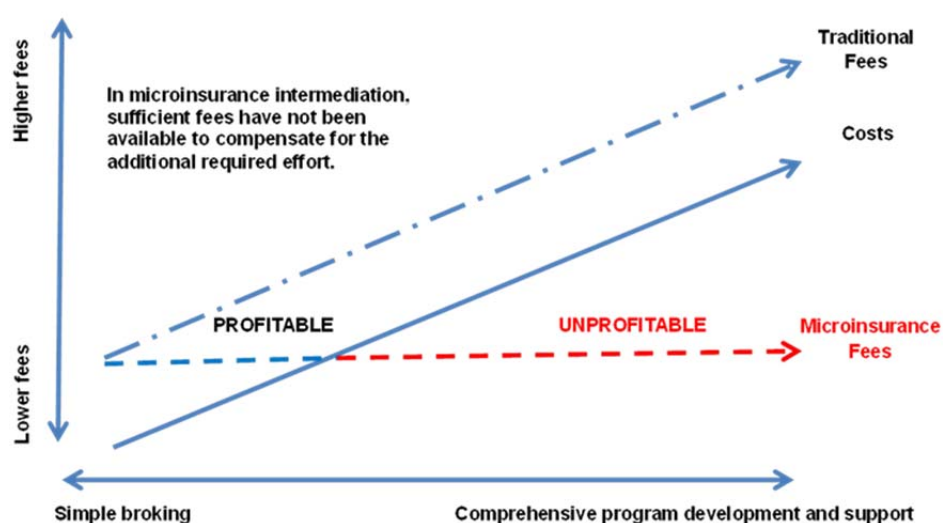 Higher fees
Lower fees
In microinsurance intermediation,
sufficient fees have not been
available to compensate for the
additional required effort.
Traditional
Fees
Costs
PROFITABLE
UNPROFITABLE
Microinsurance
Fees
Simple broking
Comprehensive program development and support